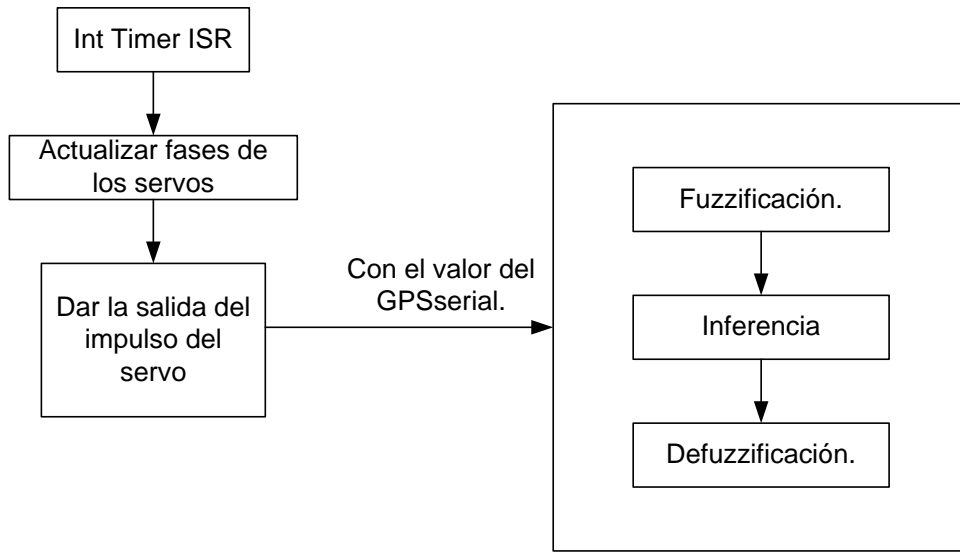 Int Timer ISR
Actualizar fases de
los servos
Dar la salida del
impulso del
servo
Con el valor del
GPSserial.
Fuzzificación.
Inferencia
Defuzzificación.